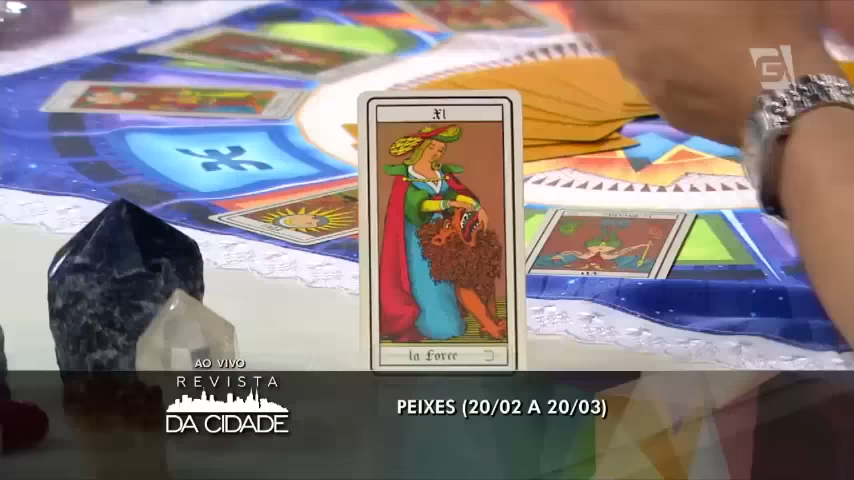 G
XI
la Force
AO VIVO
REVISTA
DA CIDADE
PEIXES (20/02 A 20/03)